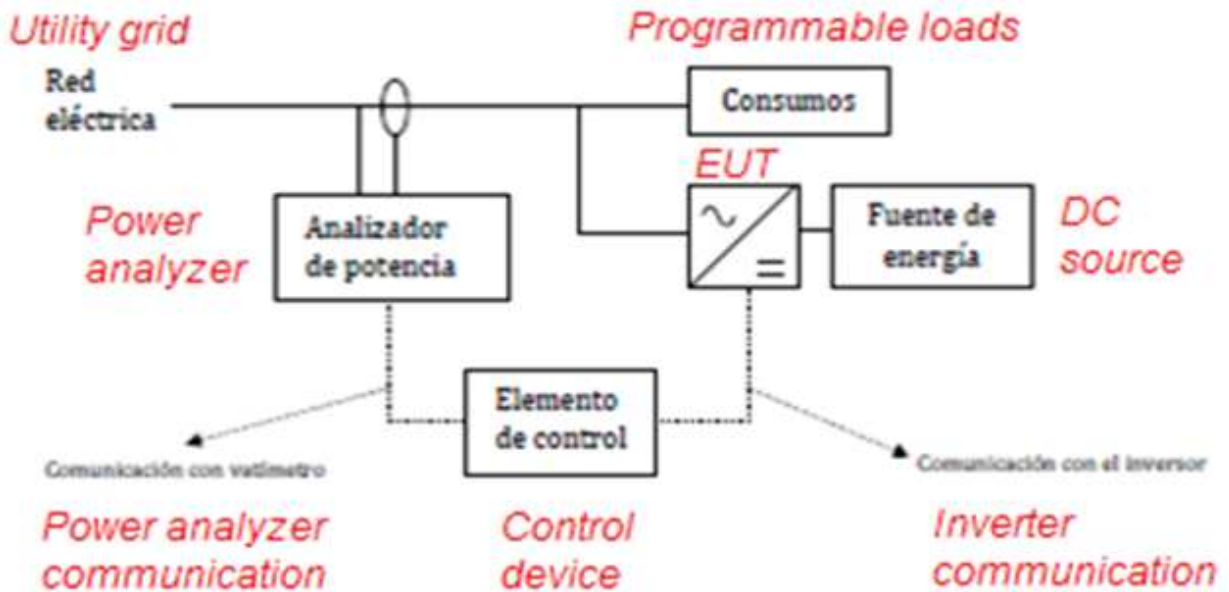 Utility grid
Programmable loads
Red
eléctrica
Consumos
EUT
Power
analyzer
Analizador
de potencia
Fuente de
energía
DC
source
Elemento
de control
Comunicación con vatímetro
Comunicación con el inversor
Power analyzer
communication
Control
device
Inverter
communication